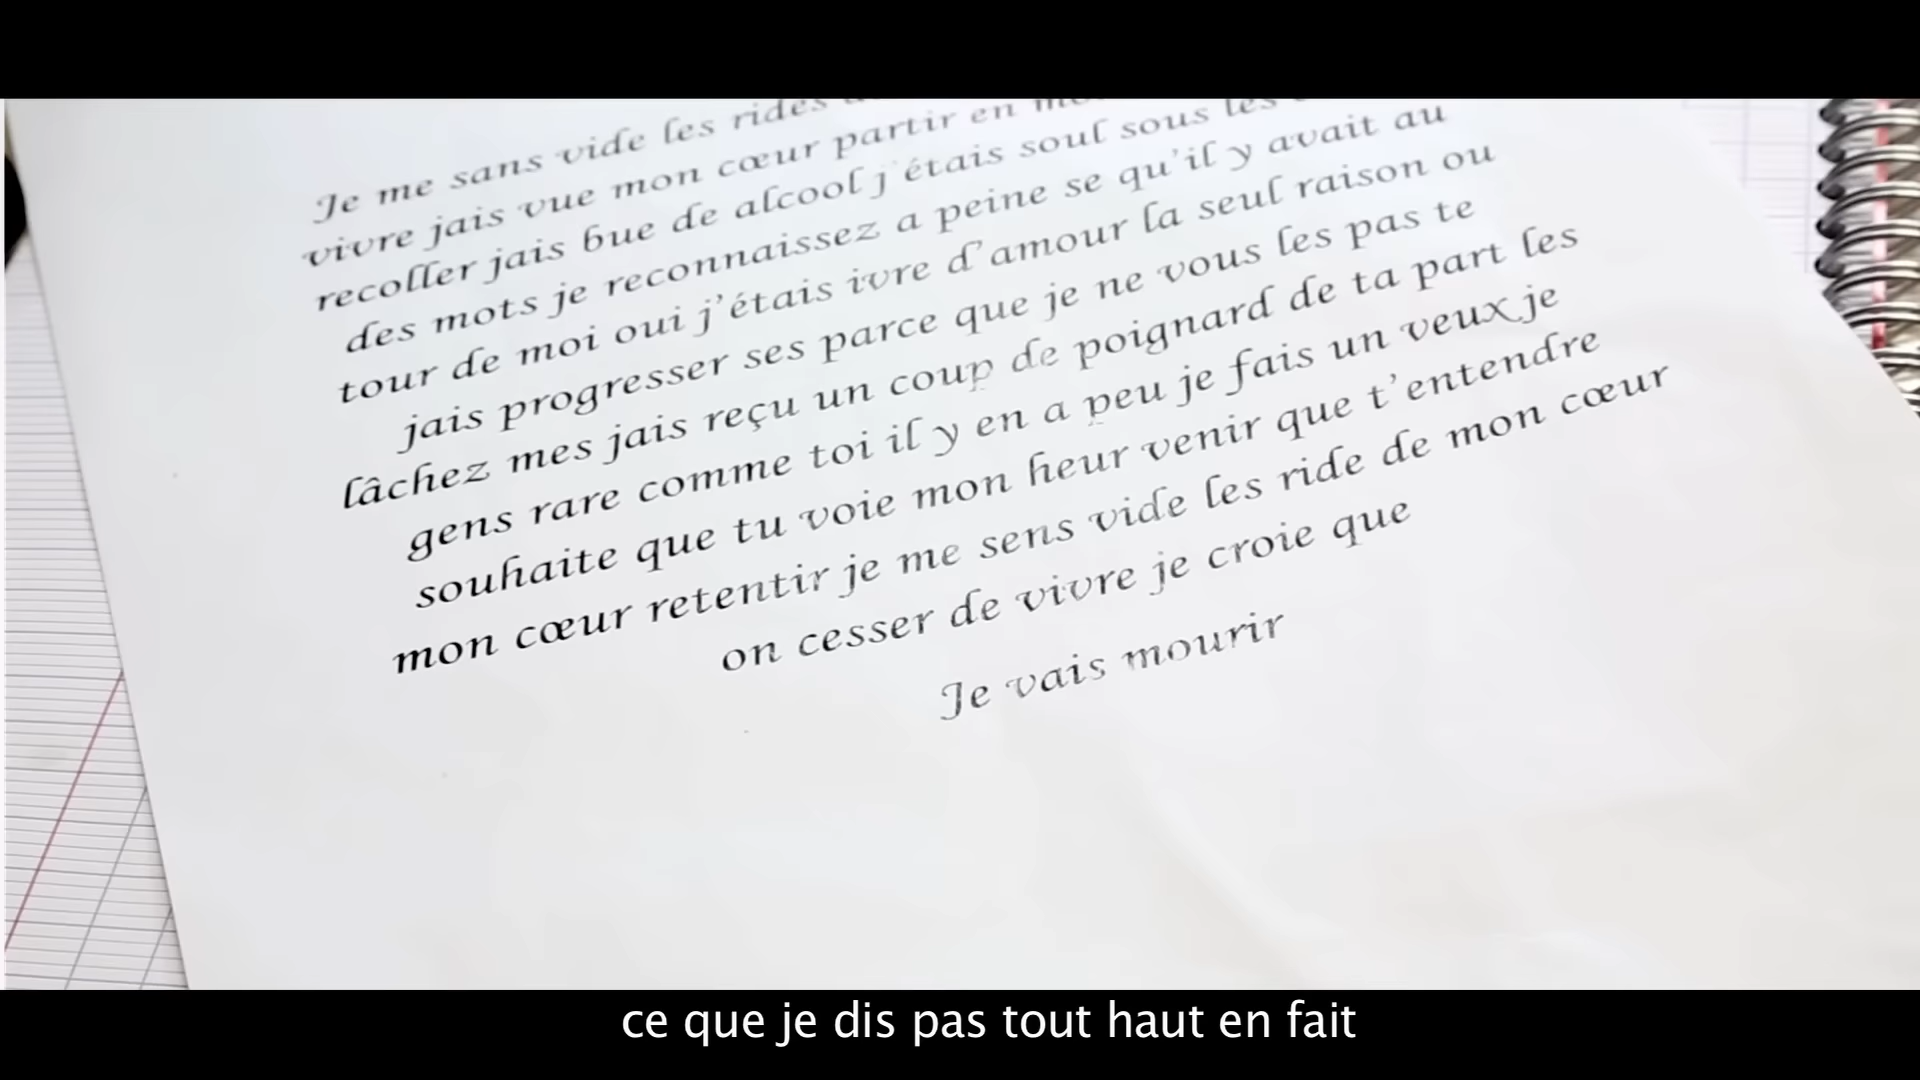 Je me sans vide les rides
vivre jais vue mon cœur partir en
recoller jais bue de alcool j'étais soul sous les
des mots je reconnaissez a peine se qu'il y avait au
tour de moi oui j'étais ivre d'amour la seul raison ou
jais progresser ses parce que je ne vous les pas te
lâchez mes jais reçu un coup de poignard de ta part les
gens rare comme toi il y en a peu je fais un veux je
souhaite que tu voie mon heur venir que t'entendre
mon cœur retentir je me sens vide les ride de mon cœur
on cesser de vivre je croie que
Je vais mourir
ce que je dis pas tout haut en fait